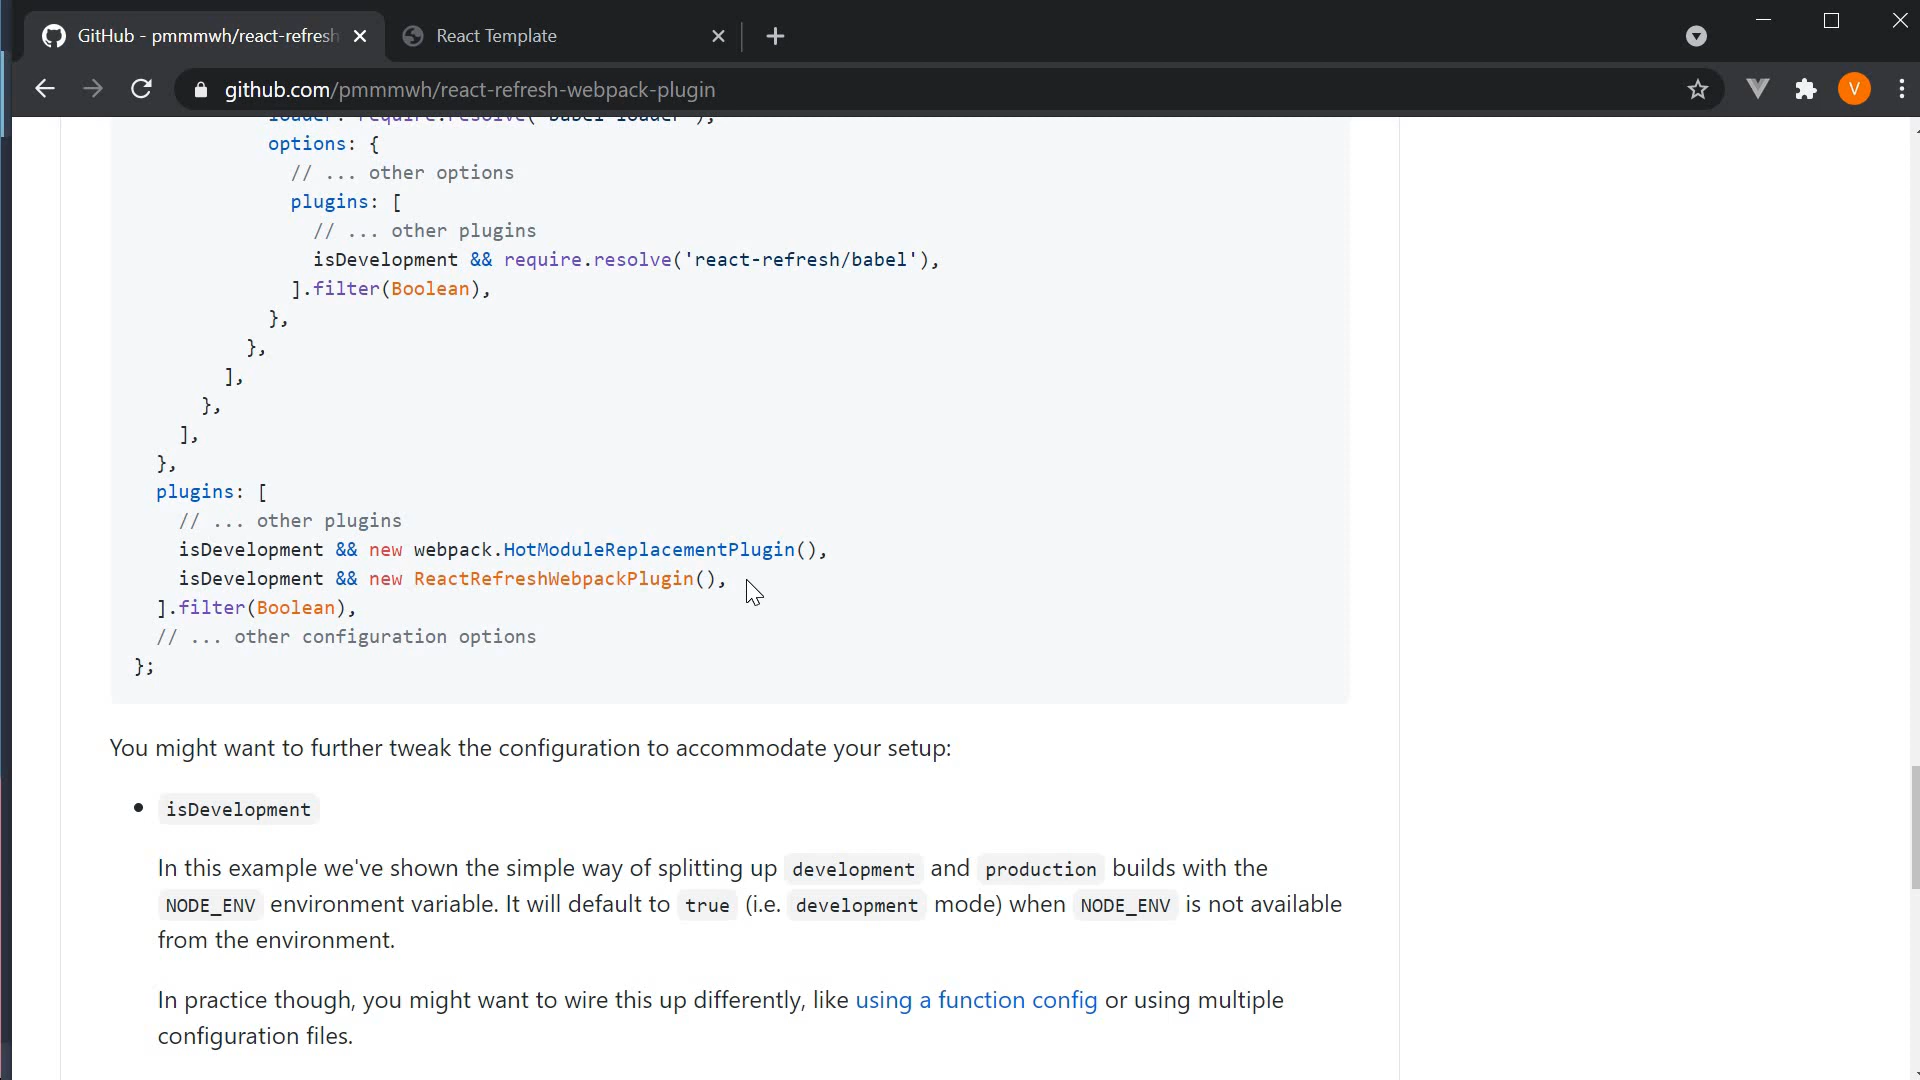 GitHub - pmmmwh/react-refresh
React Template
github.com/pmmmwh/react-refresh-webpack-plugin
V
loader: require.resolve('babel-loader'),
options: {
// ... other options
plugins: [
// ... other plugins
isDevelopment && require.resolve('react-refresh/babel'),
].filter(Boolean),
},
},
],
},
],
},
plugins: [
// ... other plugins
isDevelopment && new webpack.HotModuleReplacementPlugin(),
isDevelopment && new ReactRefreshWebpackPlugin(),
].filter(Boolean),
// ... other configuration options
};
You might want to further tweak the configuration to accommodate your setup:
isDevelopment
In this example we've shown the simple way of splitting up development and production builds with the
NODE_ENV environment variable. It will default to true (i.e. development mode) when NODE_ENV is not available
from the environment.
In practice though, you might want to wire this up differently, like using a function config or using multiple
configuration files.